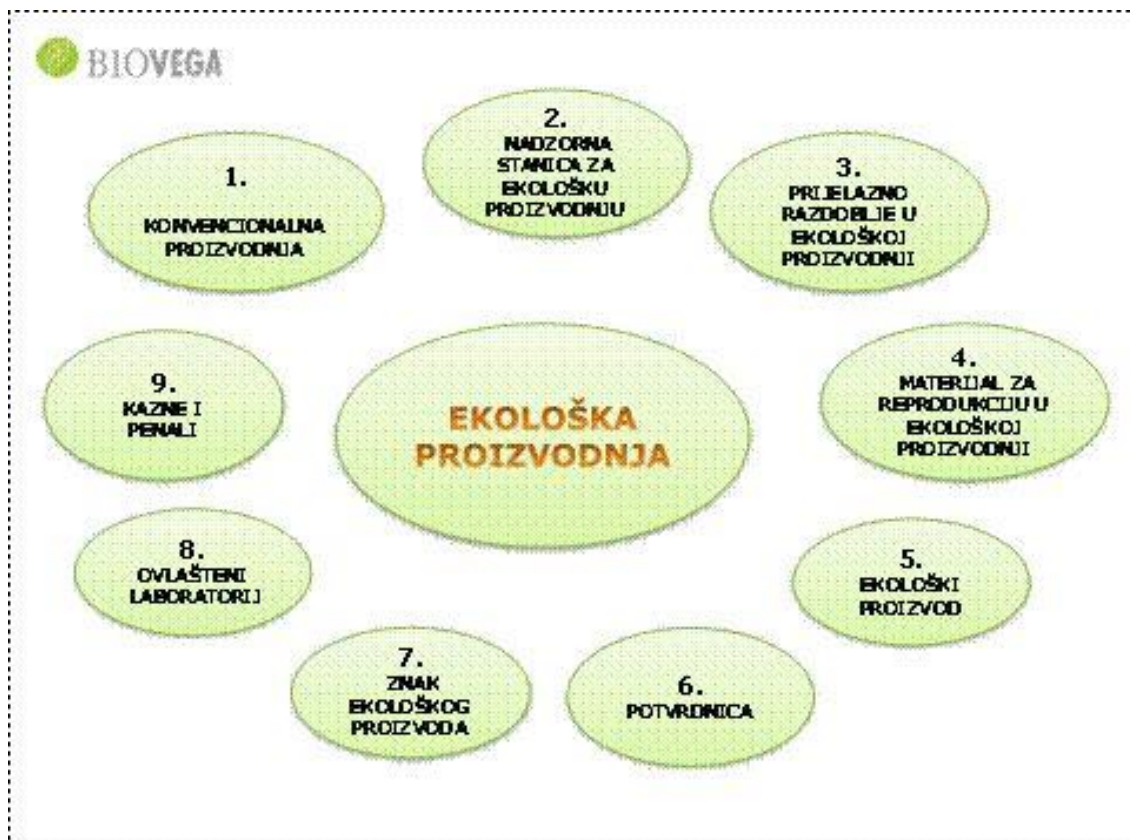 BIOVEGA
1.
KONVENCIONALNA
PROIZVODNJA
2.
NADZORNA
STANICA ZA
EKOLOŠKU
PROIZVODNJU
3.
PRIJELAZNO
RAZDOBLJE U
EKOLOŠKOJ
PROIZVODNJI
4.
MATERIJAL ZA
REPRODUKCIJU U
EKOLOŠKOJ
PROIZVODNJI
5.
EKOLOŠKI
PROIZVOD
6.
POTVRDNICA
7.
ZNAK
EKOLOŠKOG
PROIZVODA
8.
OVLAŠTENI
LABORATORIJ
9.
KAZNE I
PENALI
EKOLOŠKA
PROIZVODNJA